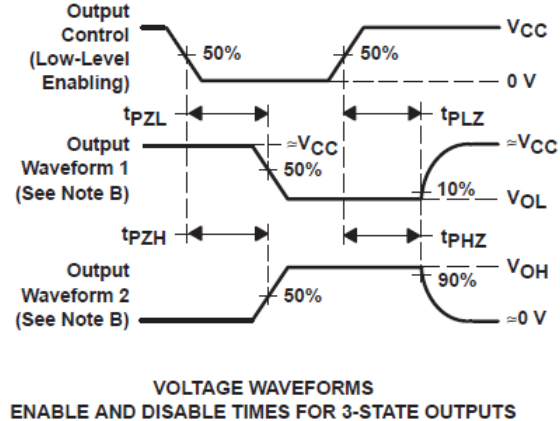 Output
Control
(Low-Level
Enabling)
50%
50%
VCC
0 V
tPZL
tPLZ
Output
Waveform 1
(See Note B)
≈VCC
50%
10%
≈VCC
VOL
tPZH
tPHZ
Output
Waveform 2
(See Note B)
50%
90%
VOH
≈0 V
VOLTAGE WAVEFORMS
ENABLE AND DISABLE TIMES FOR 3-STATE OUTPUTS